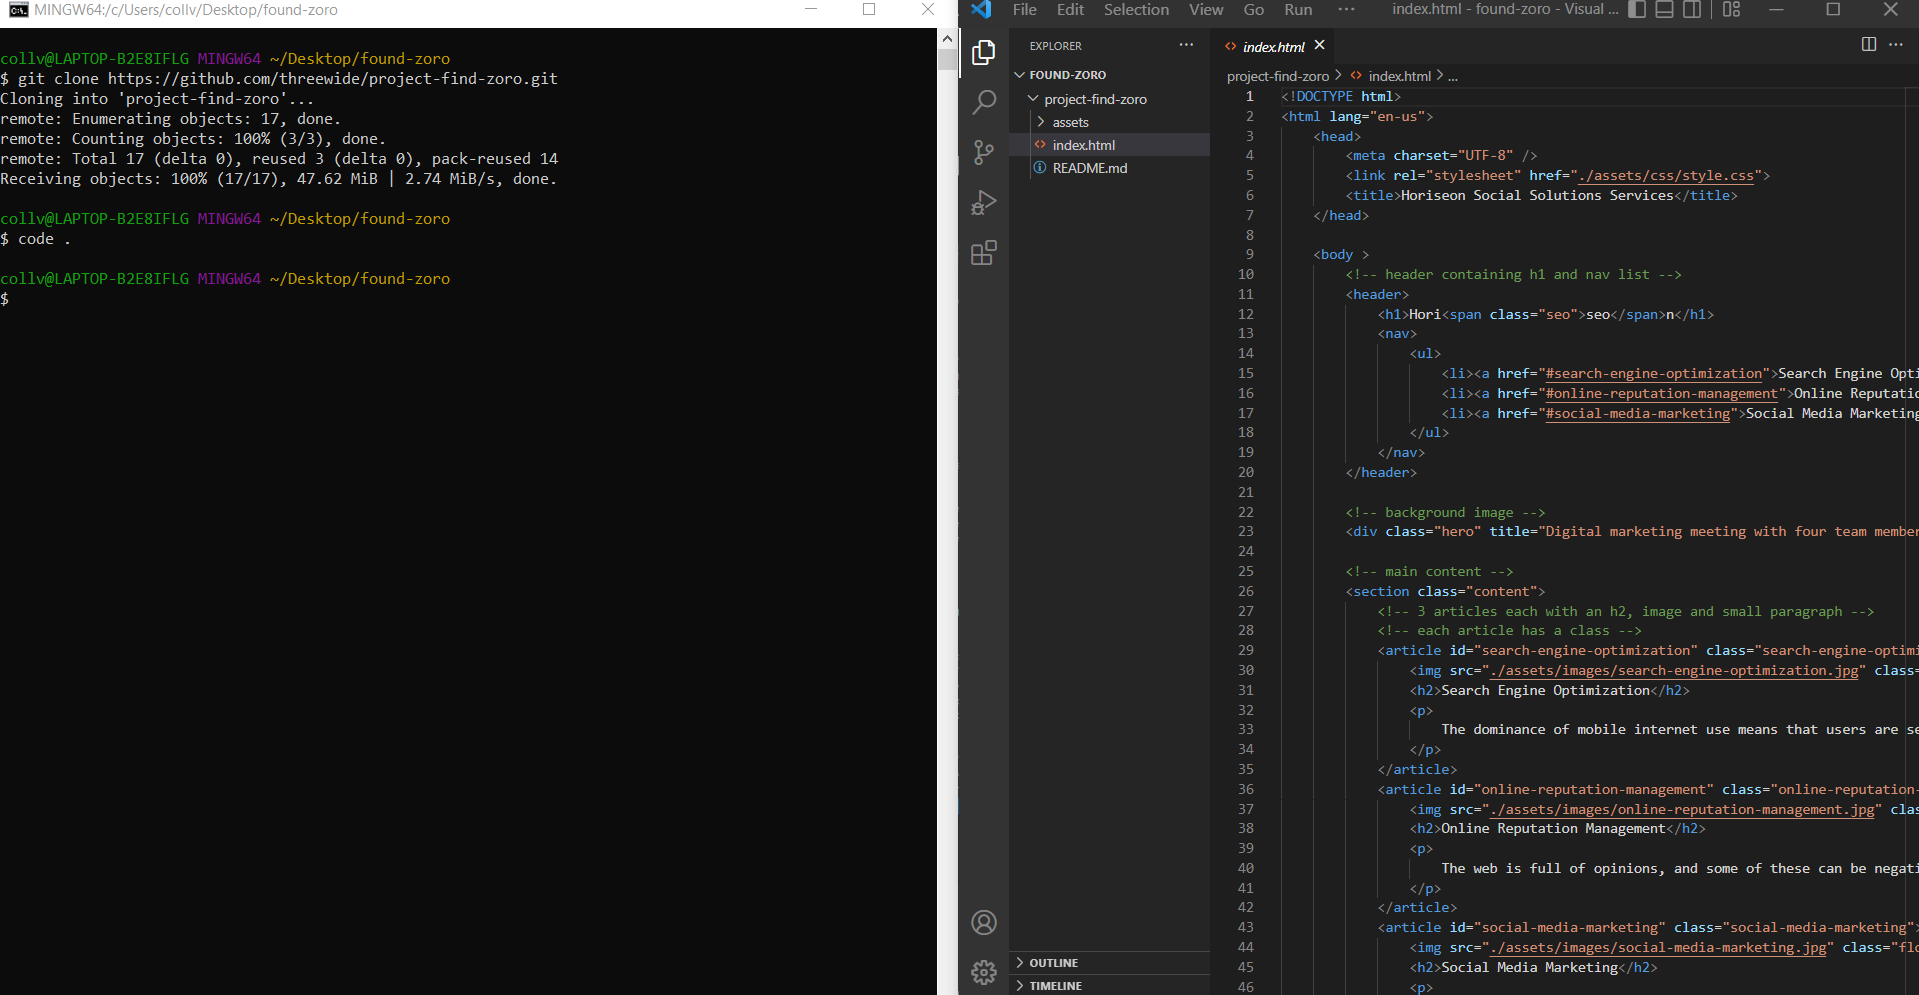 MINGW64:/c/Users/collv/Desktop/found-zoro
collv@LAPTOP-B2E8IFLG MINGW64 ~/Desktop/found-zoro
$ git clone https://github.com/threewide/project-find-zoro.git
Cloning into 'project-find-zoro'...
remote: Enumerating objects: 17, done.
remote: Counting objects: 100% (3/3), done.
remote: Total 17 (delta 0), reused 3 (delta 0), pack-reused 14
Receiving objects: 100% (17/17), 47.62 MiB | 2.74 MiB/s, done.
collv@LAPTOP-B2E8IFLG MINGW64 ~/Desktop/found-zoro
$ code .
collv@LAPTOP-B2E8IFLG MINGW64 ~/Desktop/found-zoro
$
File Edit Selection View Go Run ··· index.html - found-zoro - Visual ...
EXPLORER ···
FOUND-ZORO
project-find-zoro
assets
index.html
README.md
OUTLINE
TIMELINE
index.html
project-find-zoro > index.html > ...
1 <!DOCTYPE html>
2 <html lang="en-us">
3 <head>
4 <meta charset="UTF-8" />
5 <link rel="stylesheet" href="./assets/css/style.css">
6 <title>Horiseon Social Solutions Services</title>
7 </head>
8
9 <body >
10 <!-- header containing h1 and nav list -->
11 <header>
12 <h1>Hori<span class="seo">seo</span>n</h1>
13 <nav>
14 <ul>
15 <li><a href="#search-engine-optimization">Search Engine Opti
16 <li><a href="#online-reputation-management">Online Reputatio
17 <li><a href="#social-media-marketing">Social Media Marketing
18 </ul>
19 </nav>
20 </header>
21
22 <!-- background image -->
23 <div class="hero" title="Digital marketing meeting with four team member
24
25 <!-- main content -->
26 <section class="content">
27 <!-- 3 articles each with an h2, image and small paragraph -->
28 <!-- each article has a class -->
29 <article id="search-engine-optimization" class="search-engine-optimi
30 <img src="./assets/images/search-engine-optimization.jpg" class=
31 <h2>Search Engine Optimization</h2>
32 <p>
33 The dominance of mobile internet use means that users are se
34 </p>
35 </article>
36 <article id="online-reputation-management" class="online-reputation-
37 <img src="./assets/images/online-reputation-management.jpg" clas
38 <h2>Online Reputation Management</h2>
39 <p>
40 The web is full of opinions, and some of these can be negati
41 </p>
42 </article>
43 <article id="social-media-marketing" class="social-media-marketing">
44 <img src="./assets/images/social-media-marketing.jpg" class="flo
45 <h2>Social Media Marketing</h2>
46 <p>